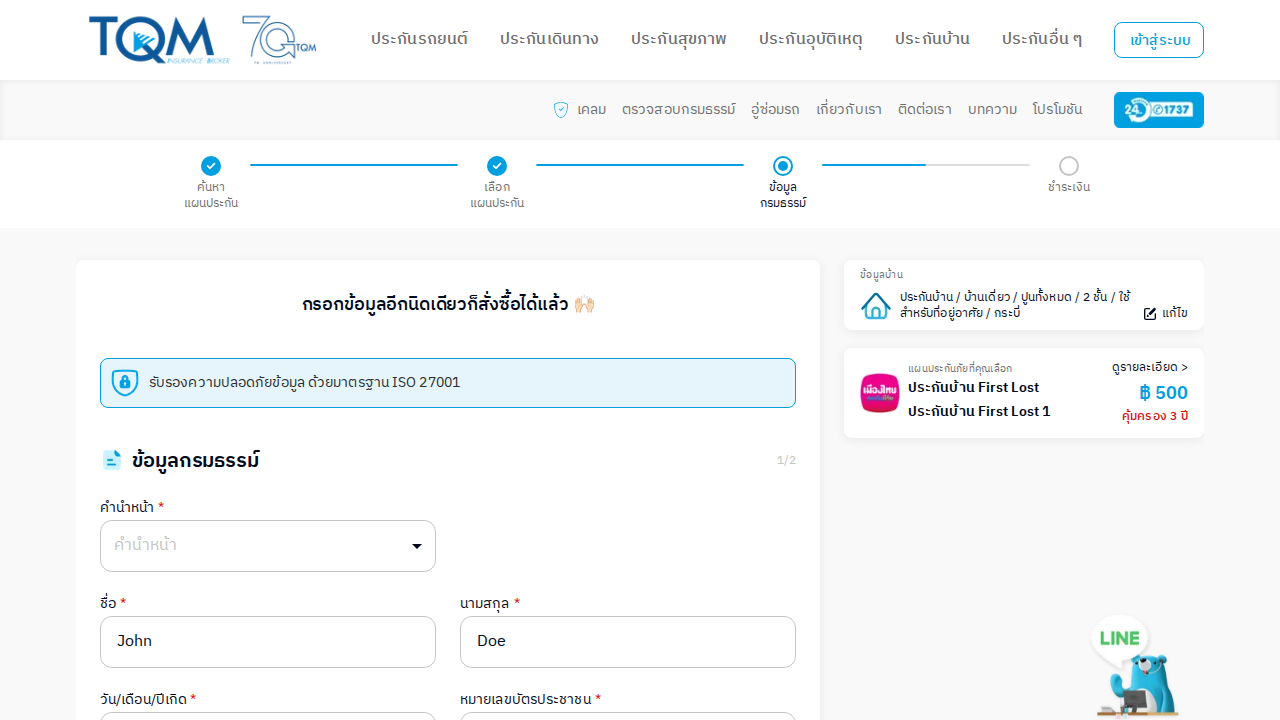 TQM
INSURANCE BROKER
TQM
7TH ANNIVERSARY
ประกันรถยนต์
ประกันเดินทาง
ประกันสุขภาพ
ประกันอุบัติเหตุ
ประกันบ้าน
ประกันอื่น ๆ
เข้าสู่ระบบ
เคลม
ตรวจสอบกรมธรรม์
อู่ซ่อมรถ
เกี่ยวกับเรา
ติดต่อเรา
บทความ
โปรโมชัน
24 1737
ค้นหา
แผนประกัน
เลือก
แผนประกัน
ข้อมูล
กรมธรรม์
ชำระเงิน
กรอกข้อมูลอีกนิดเดียวก็สั่งซื้อได้แล้ว 🙌🏻
รับรองความปลอดภัยข้อมูล ด้วยมาตรฐาน ISO 27001
ข้อมูลกรมธรรม์
1/2
คำนำหน้า *
คำนำหน้า
ชื่อ *
นามสกุล *
John
Doe
วัน/เดือน/ปีเกิด *
หมายเลขบัตรประชาชน *
ข้อมูลบ้าน
ประกันบ้าน / บ้านเดี่ยว / ปูนทั้งหมด / 2 ชั้น / ใช้
สำหรับที่อยู่อาศัย / กระบี่
แก้ไข
แผนประกันภัยที่คุณเลือก
ดูรายละเอียด >
เมืองไทย
ประกันบ้าน First Lost
฿ 500
ประกันบ้าน First Lost 1
คุ้มครอง 3 ปี
LINE